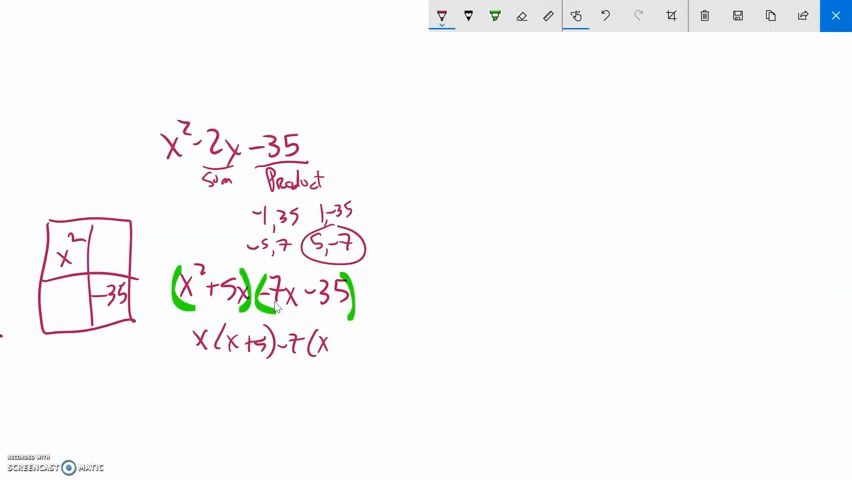 x² - 2x - 35
Sum Product
-1, 35 1, -35
-5, 7 5, -7
x²
-35
(x² + 5x)(-7x - 35)
x(x+5) - 7(x
RECORDED WITH
SCREENCAST MATIC